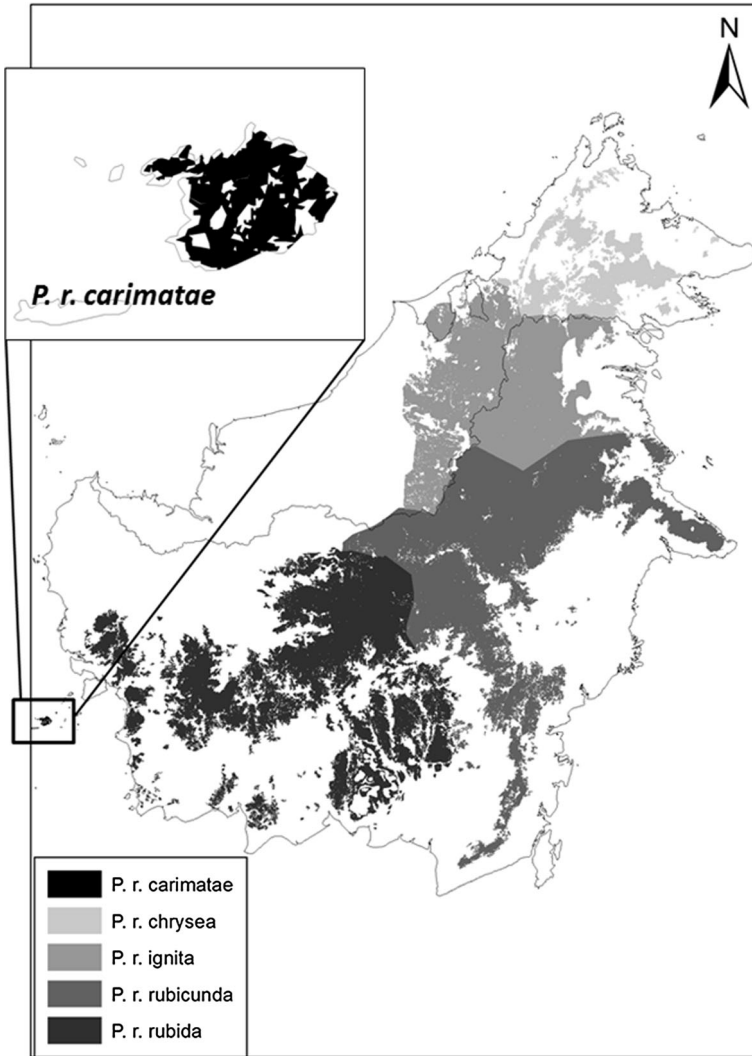 N
P. r. carimatae
P. r. carimatae
P. r. chrysea
P. r. ignita
P. r. rubicunda
P. r. rubida